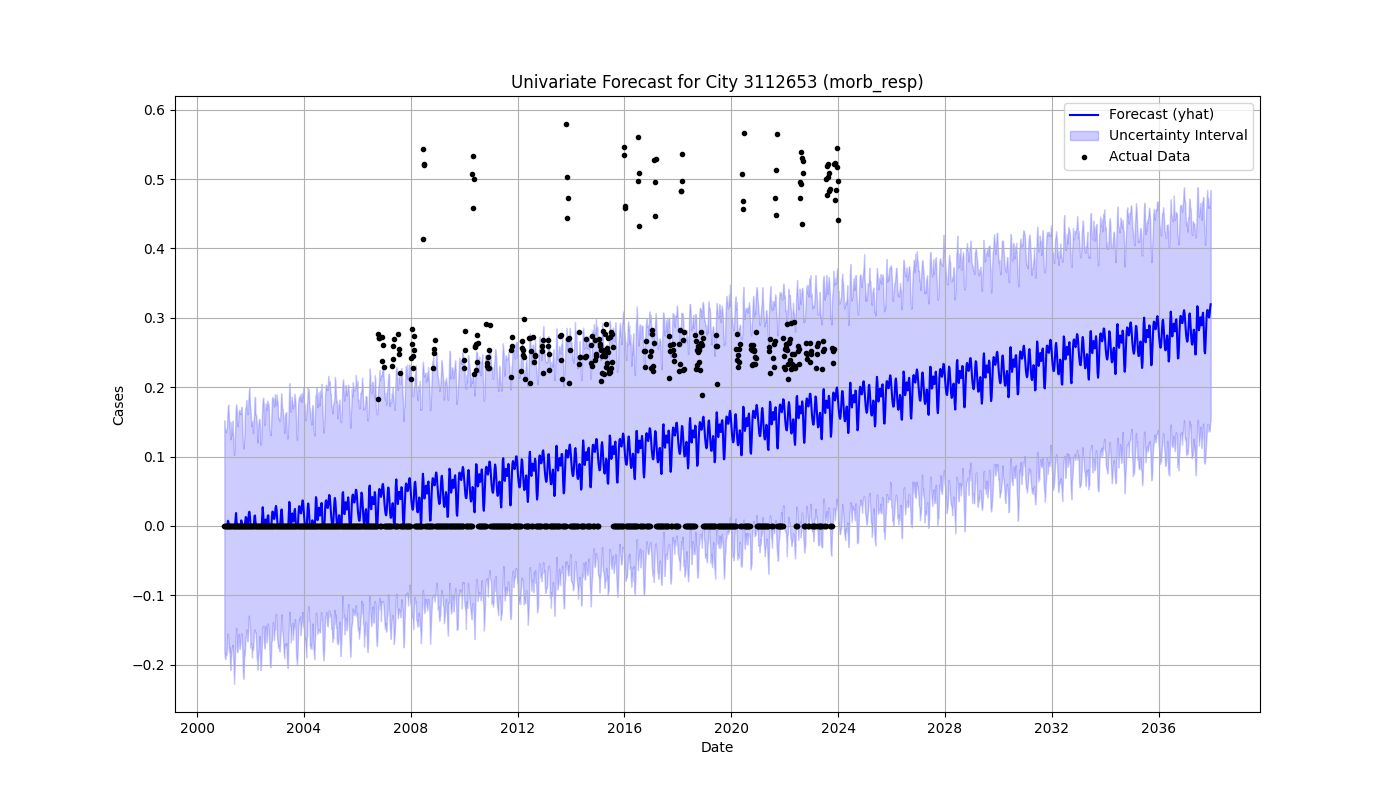 Univariate Forecast for City 3112653 (morb_resp)
Forecast (yhat)
Uncertainty Interval
Actual Data
Cases
0.6
0.5
0.4
0.3
0.2
0.1
0.0
−0.1
−0.2
2000 2004 2008 2012 2016 2020 2024 2028 2032 2036
Date